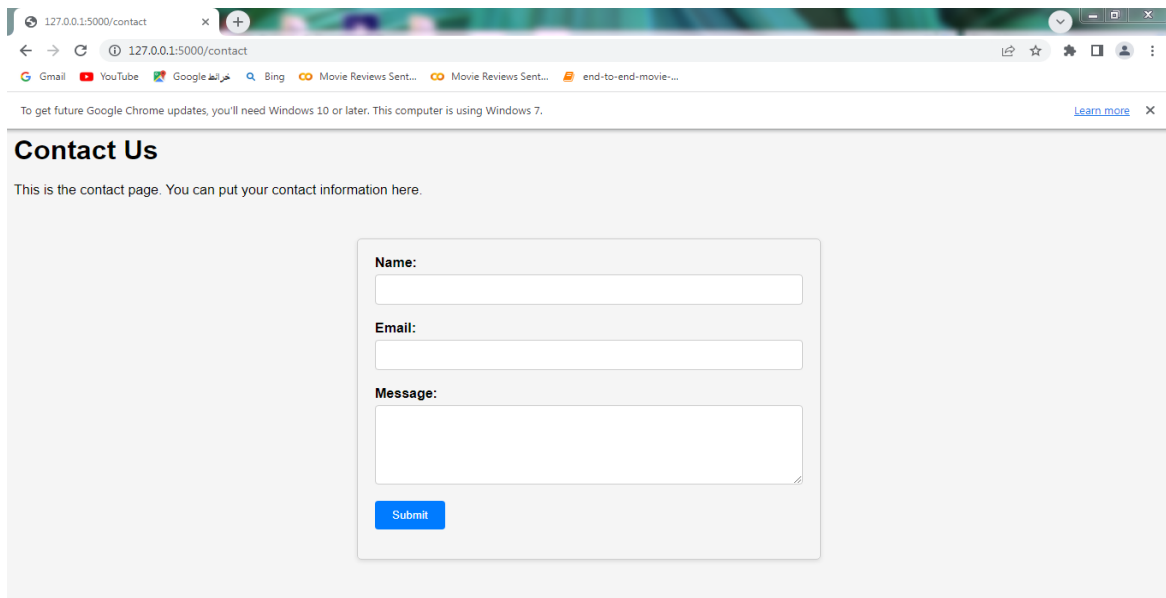 127.0.0.1:5000/contact
127.0.0.1:5000/contact
Gmail YouTube Google خرائط Bing Movie Reviews Sent... Movie Reviews Sent... end-to-end-movie-...
To get future Google Chrome updates, you'll need Windows 10 or later. This computer is using Windows 7. Learn more
Contact Us
This is the contact page. You can put your contact information here.
Name:
Email:
Message:
Submit